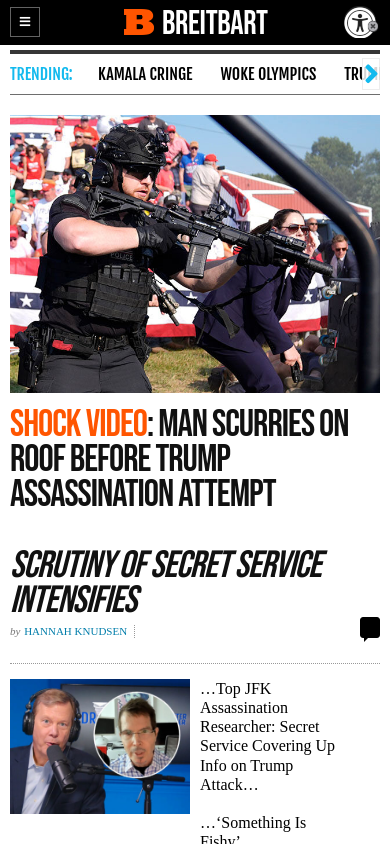 B BREITBART
TRENDING:
KAMALA CRINGE
WOKE OLYMPICS
SHOCK VIDEO: MAN SCURRIES ON
ROOF BEFORE TRUMP
ASSASSINATION ATTEMPT
SCRUTINY OF SECRET SERVICE
INTENSIFIES
by HANNAH KNUDSEN
…Top JFK
Assassination
Researcher: Secret
Service Covering Up
Info on Trump
Attack…
…‘Something Is
Fishy’